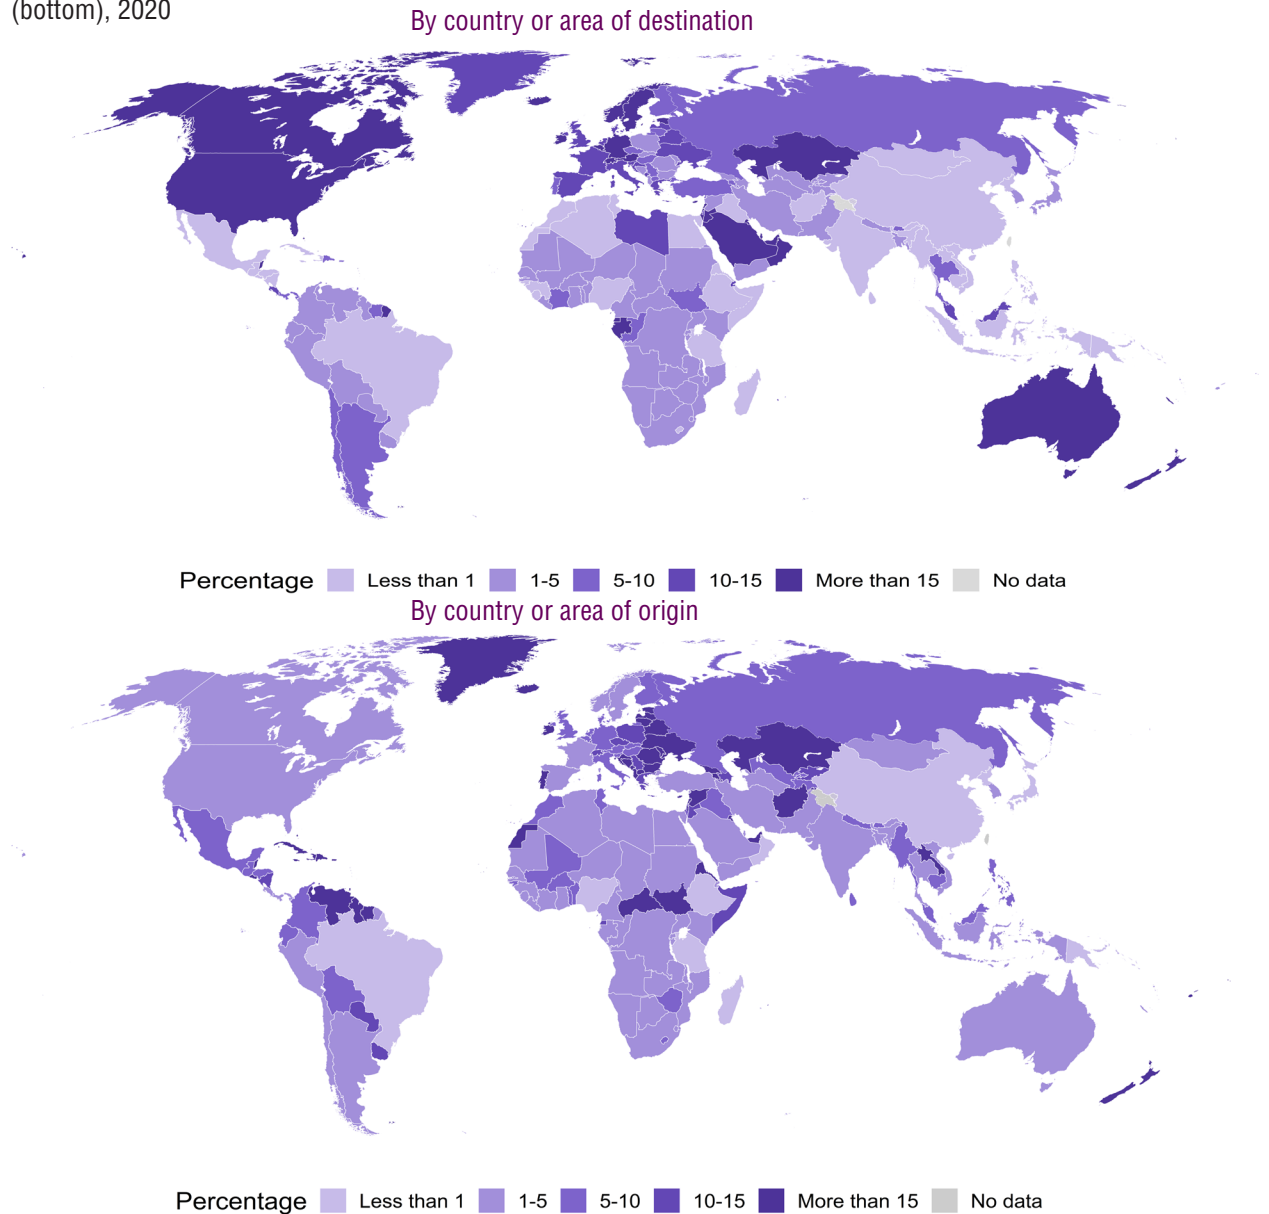 (bottom), 2020
By country or area of destination
Percentage Less than 1 1-5 5-10 10-15 More than 15 No data
By country or area of origin
Percentage Less than 1 1-5 5-10 10-15 More than 15 No data